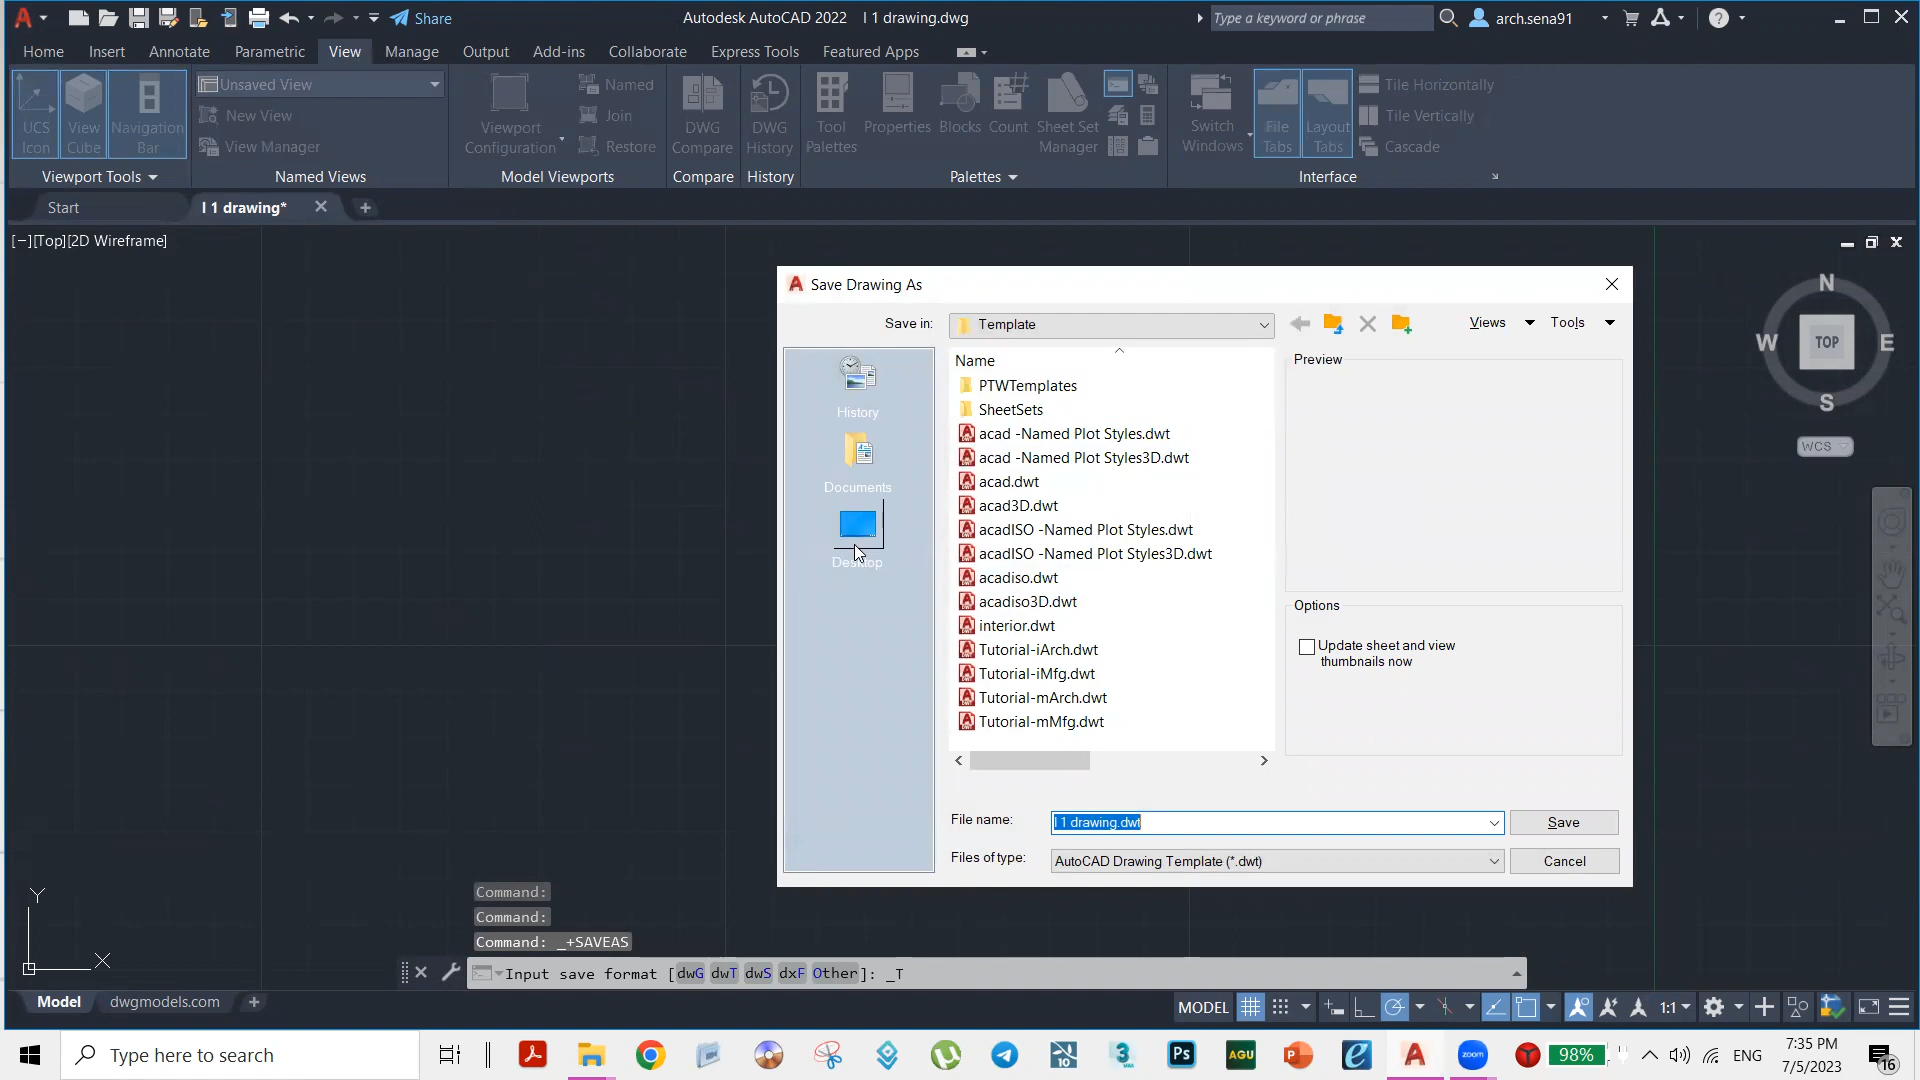 Share
Autodesk AutoCAD 2022 l 1 drawing.dwg
Type a keyword or phrase
arch.sena91
Home Insert Annotate Parametric View Manage Output Add-ins Collaborate Express Tools Featured Apps
UCS Icon
View Cube
Navigation Bar
Unsaved View
New View
View Manager
Viewport Configuration
Named
Join
Restore
DWG Compare
DWG History
Tool Palettes
Properties
Blocks
Count
Sheet Set Manager
Switch Windows
File Tabs
Layout Tabs
Tile Horizontally
Tile Vertically
Cascade
Viewport Tools Named Views Model Viewports Compare History Palettes Interface
Start l 1 drawing*
[−][Top][2D Wireframe]
N
W TOP E
S
WCS
Save Drawing As
Save in: Template
Views Tools
History
Documents
Desktop
Name
PTWTemplates
SheetSets
acad -Named Plot Styles.dwt
acad -Named Plot Styles3D.dwt
acad.dwt
acad3D.dwt
acadISO -Named Plot Styles.dwt
acadISO -Named Plot Styles3D.dwt
acadiso.dwt
acadiso3D.dwt
interior.dwt
Tutorial-iArch.dwt
Tutorial-iMfg.dwt
Tutorial-mArch.dwt
Tutorial-mMfg.dwt
Preview
Options
Update sheet and view
thumbnails now
File name: l 1 drawing.dwt Save
Files of type: AutoCAD Drawing Template (*.dwt) Cancel
Y
X
Command:
Command:
Command: _+SAVEAS
Input save format [dwG dwT dwS dxF Other]: _T
Model dwgmodels.com
MODEL 1:1
Type here to search
10
3
Ps
AGU
zoom
98%
ENG
7:35 PM
7/5/2023
16